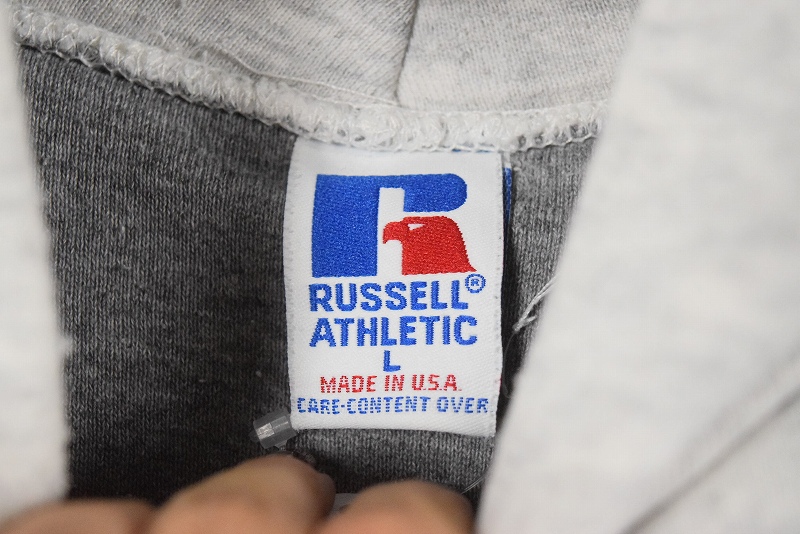 RUSSELL®
ATHLETIC
L
MADE IN U.S.A.
CARE-CONTENT OVER